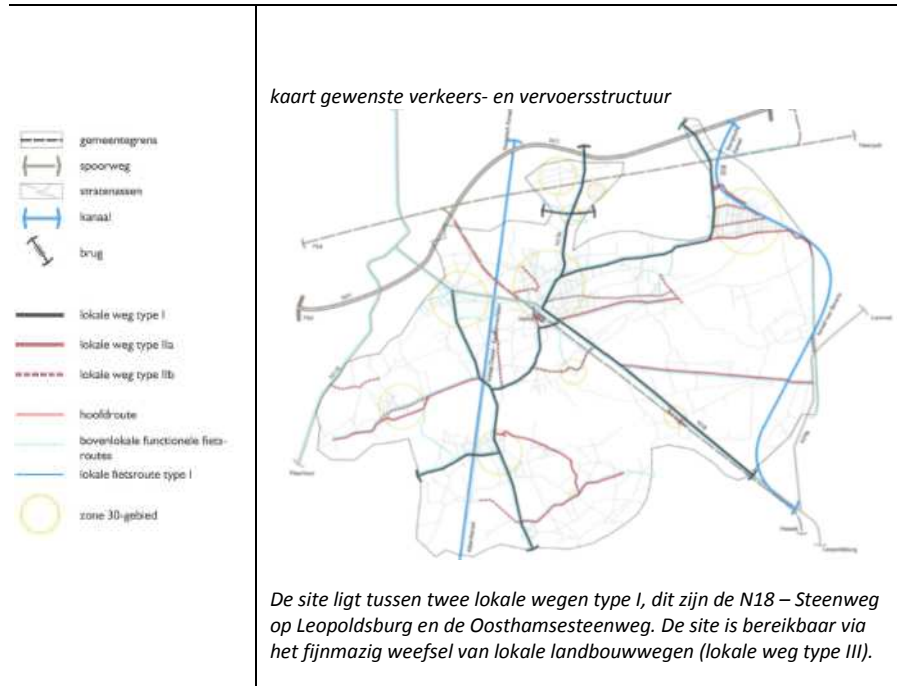 kaart gewenste verkeers- en vervoersstructuur
gemeentegrens
spoorweg
stratenassen
kanaal
brug
lokale weg type I
lokale weg type IIa
lokale weg type IIb
hoofdroute
bovenlokale functionele fiets-
routes
lokale fietsroute type I
zone 30-gebied
De site ligt tussen twee lokale wegen type I, dit zijn de N18 – Steenweg
op Leopoldsburg en de Oosthamsesteenweg. De site is bereikbaar via
het fijnmazig weefsel van lokale landbouwwegen (lokale weg type III).